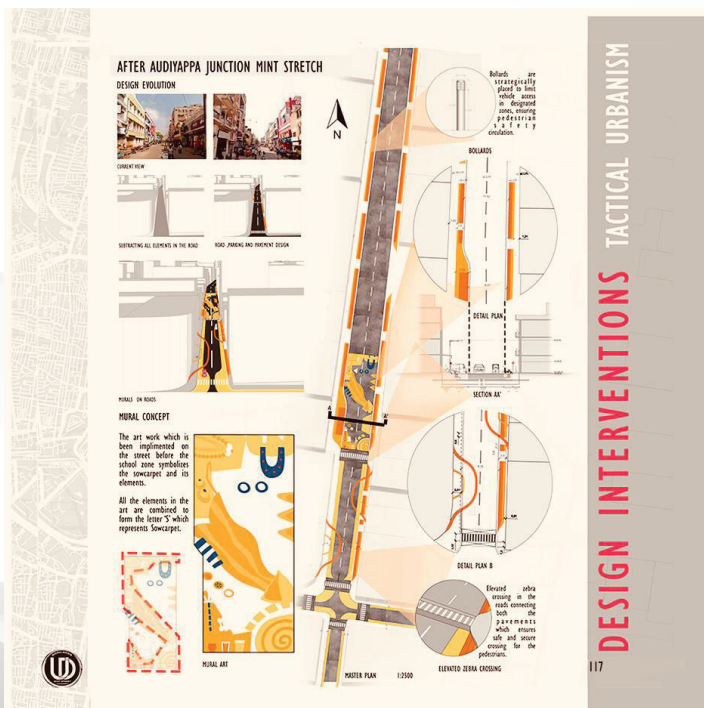 AFTER AUDIYAPPA JUNCTION MINT STRETCH
DESIGN EVOLUTION
CURRENT VIEW
SUBTRACTING ALL ELEMENTS IN THE ROAD
ROAD ,PARKING AND PAVEMENT DESIGN
MURALS ON ROADS
MURAL CONCEPT
The art work which is
been implimented on
the street before the
school zone symbolizes
the sowcarpet and its
elements.
All the elements in the
art are combined to
form the letter 'S' which
represents Sowcarpet.
MURAL ART
N
A
A'
MASTER PLAN
1:2500
Bollards are
strategically
placed to limit
vehicle access
in designated
zones, ensuring
pedestrian
safety
circulation.
BOLLARDS
DETAIL PLAN
SECTION AA'
DETAIL PLAN B
Elevated zebra
crossing in the
roads connecting
both the
pavements
which ensures
safe and secure
crossing for the
pedestrians.
ELEVATED ZEBRA CROSSING
DESIGN INTERVENTIONS TACTICAL URBANISM
117